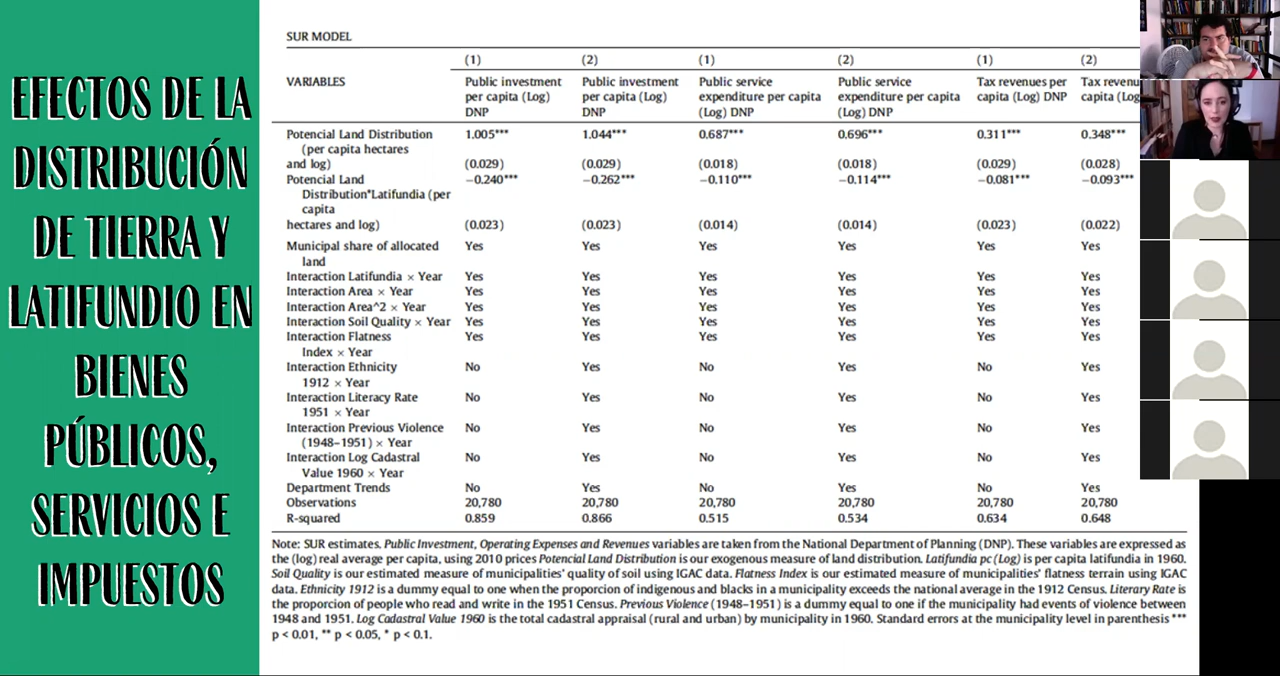 EFECTOS DE LA
DISTRIBUCIÓN
DE TIERRA Y
LATIFUNDIO EN
BIENES
PÚBLICOS,
SERVICIOS E
IMPUESTOS
SUR MODEL
(1) (2) (1) (2) (1) (2)
VARIABLES Public investment Public investment Public service Public service Tax revenues per Tax
per capita (Log) per capita (Log) expenditure per capita expenditure per capita capita (Log) DNP capita
DNP DNP (Log) DNP (Log) DNP
Potencial Land Distribution 1.005*** 1.044*** 0.687*** 0.696*** 0.311*** 0.348***
(per capita hectares
and log) (0.029) (0.029) (0.018) (0.018) (0.029) (0.028)
Potencial Land −0.240*** −0.262*** −0.110*** −0.114*** −0.081*** −0.093***
Distribution*Latifundia (per
capita
hectares and log) (0.023) (0.023) (0.014) (0.014) (0.023) (0.022)
Municipal share of allocated Yes Yes Yes Yes Yes Yes
land
Interaction Latifundia × Year Yes Yes Yes Yes Yes Yes
Interaction Area × Year Yes Yes Yes Yes Yes Yes
Interaction Area^2 × Year Yes Yes Yes Yes Yes Yes
Interaction Soil Quality × Year Yes Yes Yes Yes Yes Yes
Interaction Flatness Yes Yes Yes Yes Yes Yes
Index × Year
Interaction Ethnicity No Yes No Yes No Yes
1912 × Year
Interaction Literacy Rate No Yes No Yes No Yes
1951 × Year
Interaction Previous Violence No Yes No Yes No Yes
(1948–1951) × Year
Interaction Log Cadastral No Yes No Yes No Yes
Value 1960 × Year
Department Trends No Yes No Yes No Yes
Observations 20,780 20,780 20,780 20,780 20,780 20,780
R-squared 0.859 0.866 0.515 0.534 0.634 0.648
Note: SUR estimates. Public Investment, Operating Expenses and Revenues variables are taken from the National Department of Planning (DNP). These variables are expressed as
the (log) real average per capita, using 2010 prices Potencial Land Distribution is our exogenous measure of land distribution. Latifundia pc (Log) is per capita latifundia in 1960.
Soil Quality is our estimated measure of municipalities' quality of soil using IGAC data. Flatness Index is our estimated measure of municipalities' flatness terrain using IGAC
data. Ethnicity 1912 is a dummy equal to one when the proporcion of indigenous and blacks in a municipality exceeds the national average in the 1912 Census. Literacy Rate is
the proporcion of people who read and write in the 1951 Census. Previous Violence (1948–1951) is a dummy equal to one if the municipality had events of violence between
1948 and 1951. Log Cadastral Value 1960 is the total cadastral appraisal (rural and urban) by municipality in 1960. Standard errors at the municipality level in parenthesis ***
p < 0.01, ** p < 0.05, * p < 0.1.